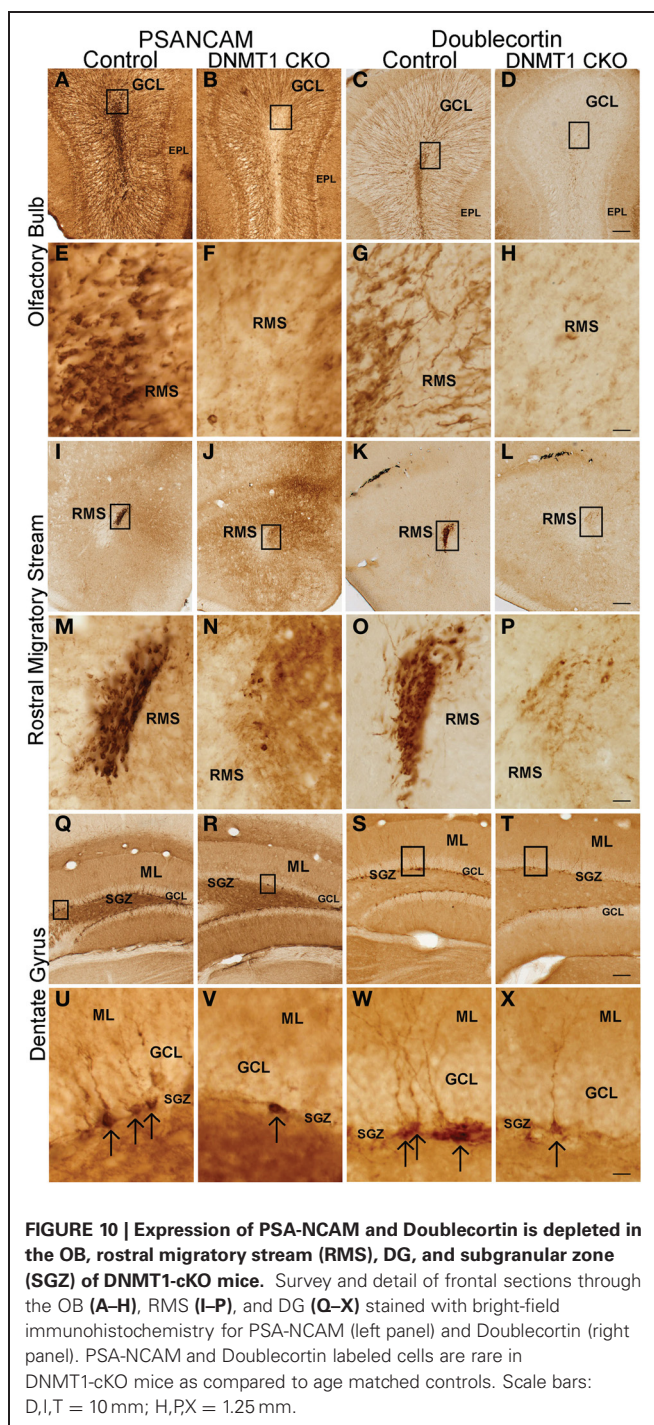 PSANCAM Doublecortin
Control DNMT1 CKO Control DNMT1 CKO
Olfactory Bulb
A GCL B GCL C GCL D GCL
EPL EPL EPL EPL
E F G H
RMS RMS RMS RMS
Rostral Migratory Stream
I J K L
RMS RMS RMS RMS
M N O P
RMS RMS RMS RMS
Dentate Gyrus
Q R S T
ML ML ML ML
SGZ GCL SGZ GCL SGZ GCL SGZ GCL
U V W X
ML ML ML ML
GCL GCL GCL GCL
SGZ SGZ SGZ SGZ
FIGURE 10 | Expression of PSA-NCAM and Doublecortin is depleted in
the OB, rostral migratory stream (RMS), DG, and subgranular zone
(SGZ) of DNMT1-cKO mice. Survey and detail of frontal sections through
the OB (A–H), RMS (I–P), and DG (Q–X) stained with bright-field
immunohistochemistry for PSA-NCAM (left panel) and Doublecortin (right
panel). PSA-NCAM and Doublecortin labeled cells are rare in
DNMT1-cKO mice as compared to age matched controls. Scale bars:
D,I,T = 10 mm; H,P,X = 1.25 mm.